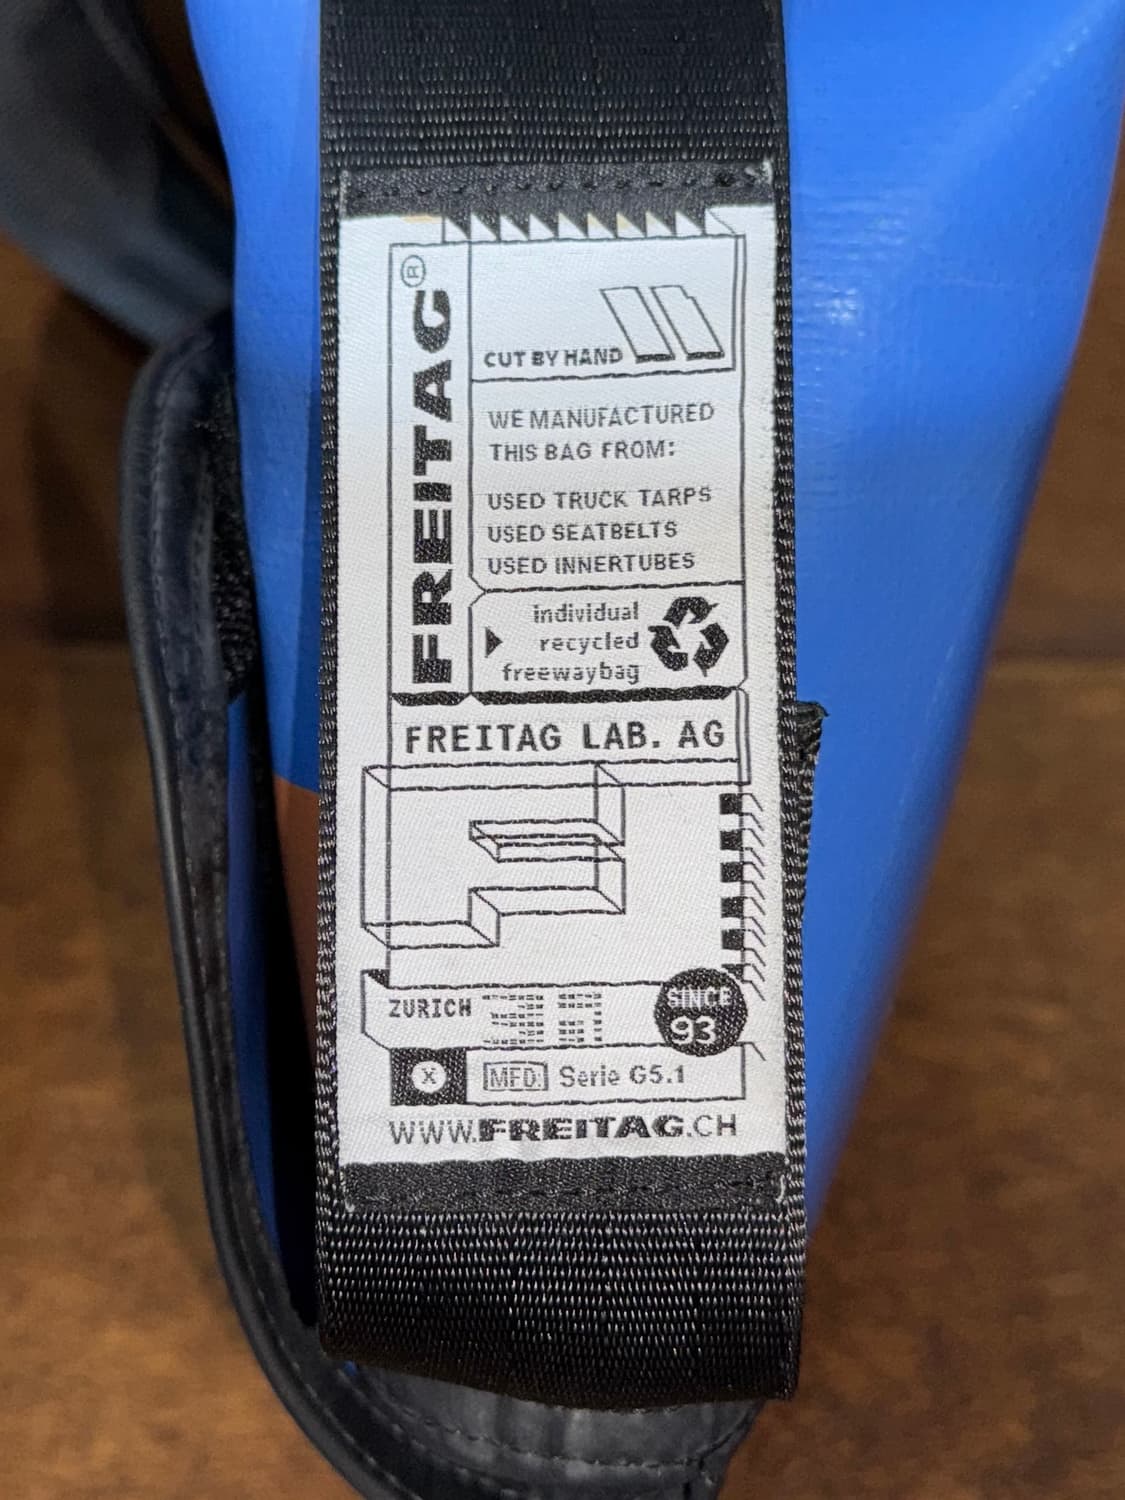 FREITAG®
CUT BY HAND
WE MANUFACTURED
THIS BAG FROM:
USED TRUCK TARPS
USED SEATBELTS
USED INNERTUBES
individual
recycled
freewaybag
FREITAG LAB. AG
ZURICH
SINCE
93
X
MFD: Serie G5.1
WWW.FREITAG.CH